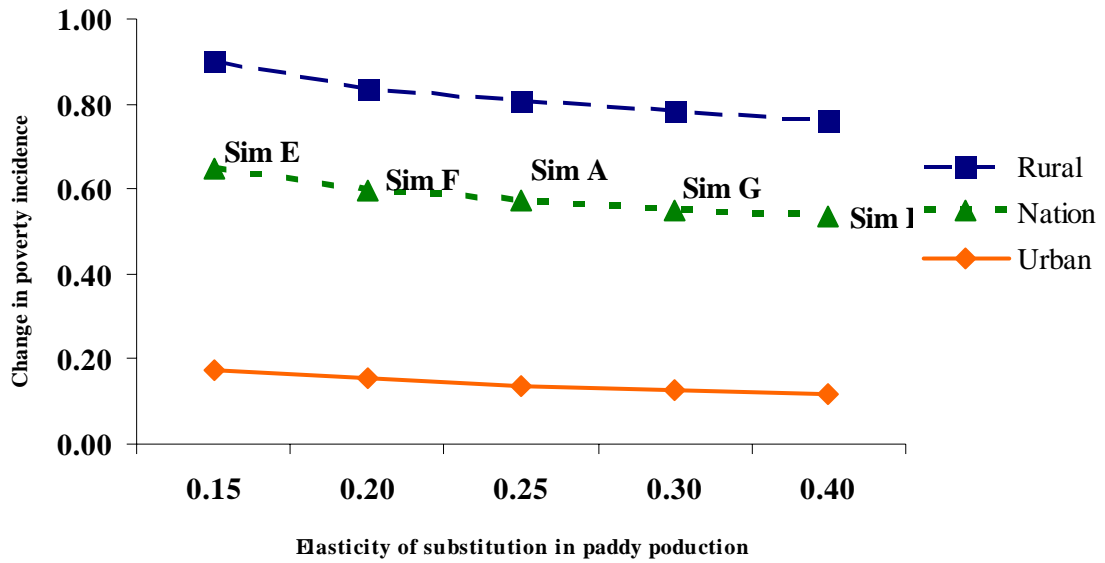 1.00
0.80
0.60
0.40
0.20
0.00
Change in poverty incidence
Sim E
Sim F
Sim A
Sim G
Sim
0.15 0.20 0.25 0.30 0.40
Elasticity of substitution in paddy poduction
Rural
Nation
Urban